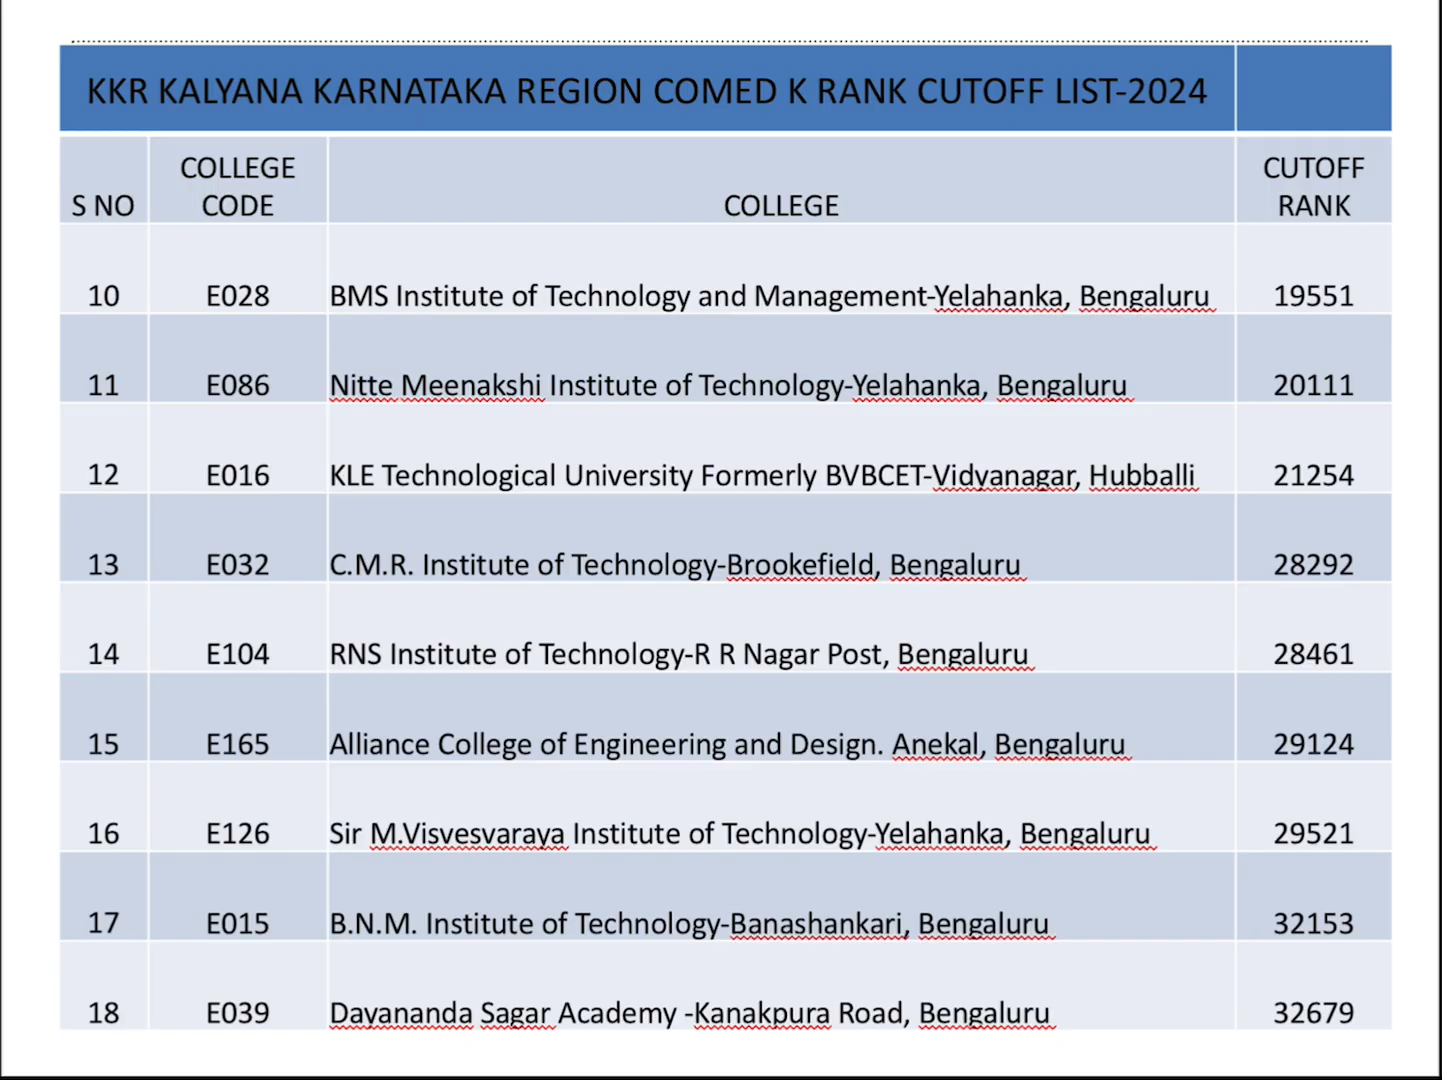 KKR KALYANA KARNATAKA REGION COMED K RANK CUTOFF LIST-2024
S NO COLLEGE CODE COLLEGE CUTOFF RANK
10 E028 BMS Institute of Technology and Management-Yelahanka, Bengaluru 19551
11 E086 Nitte Meenakshi Institute of Technology-Yelahanka, Bengaluru 20111
12 E016 KLE Technological University Formerly BVBCET-Vidyanagar, Hubballi 21254
13 E032 C.M.R. Institute of Technology-Brookefield, Bengaluru 28292
14 E104 RNS Institute of Technology-R R Nagar Post, Bengaluru 28461
15 E165 Alliance College of Engineering and Design. Anekal, Bengaluru 29124
16 E126 Sir M.Visvesvaraya Institute of Technology-Yelahanka, Bengaluru 29521
17 E015 B.N.M. Institute of Technology-Banashankari, Bengaluru 32153
18 E039 Dayananda Sagar Academy -Kanakpura Road, Bengaluru 32679